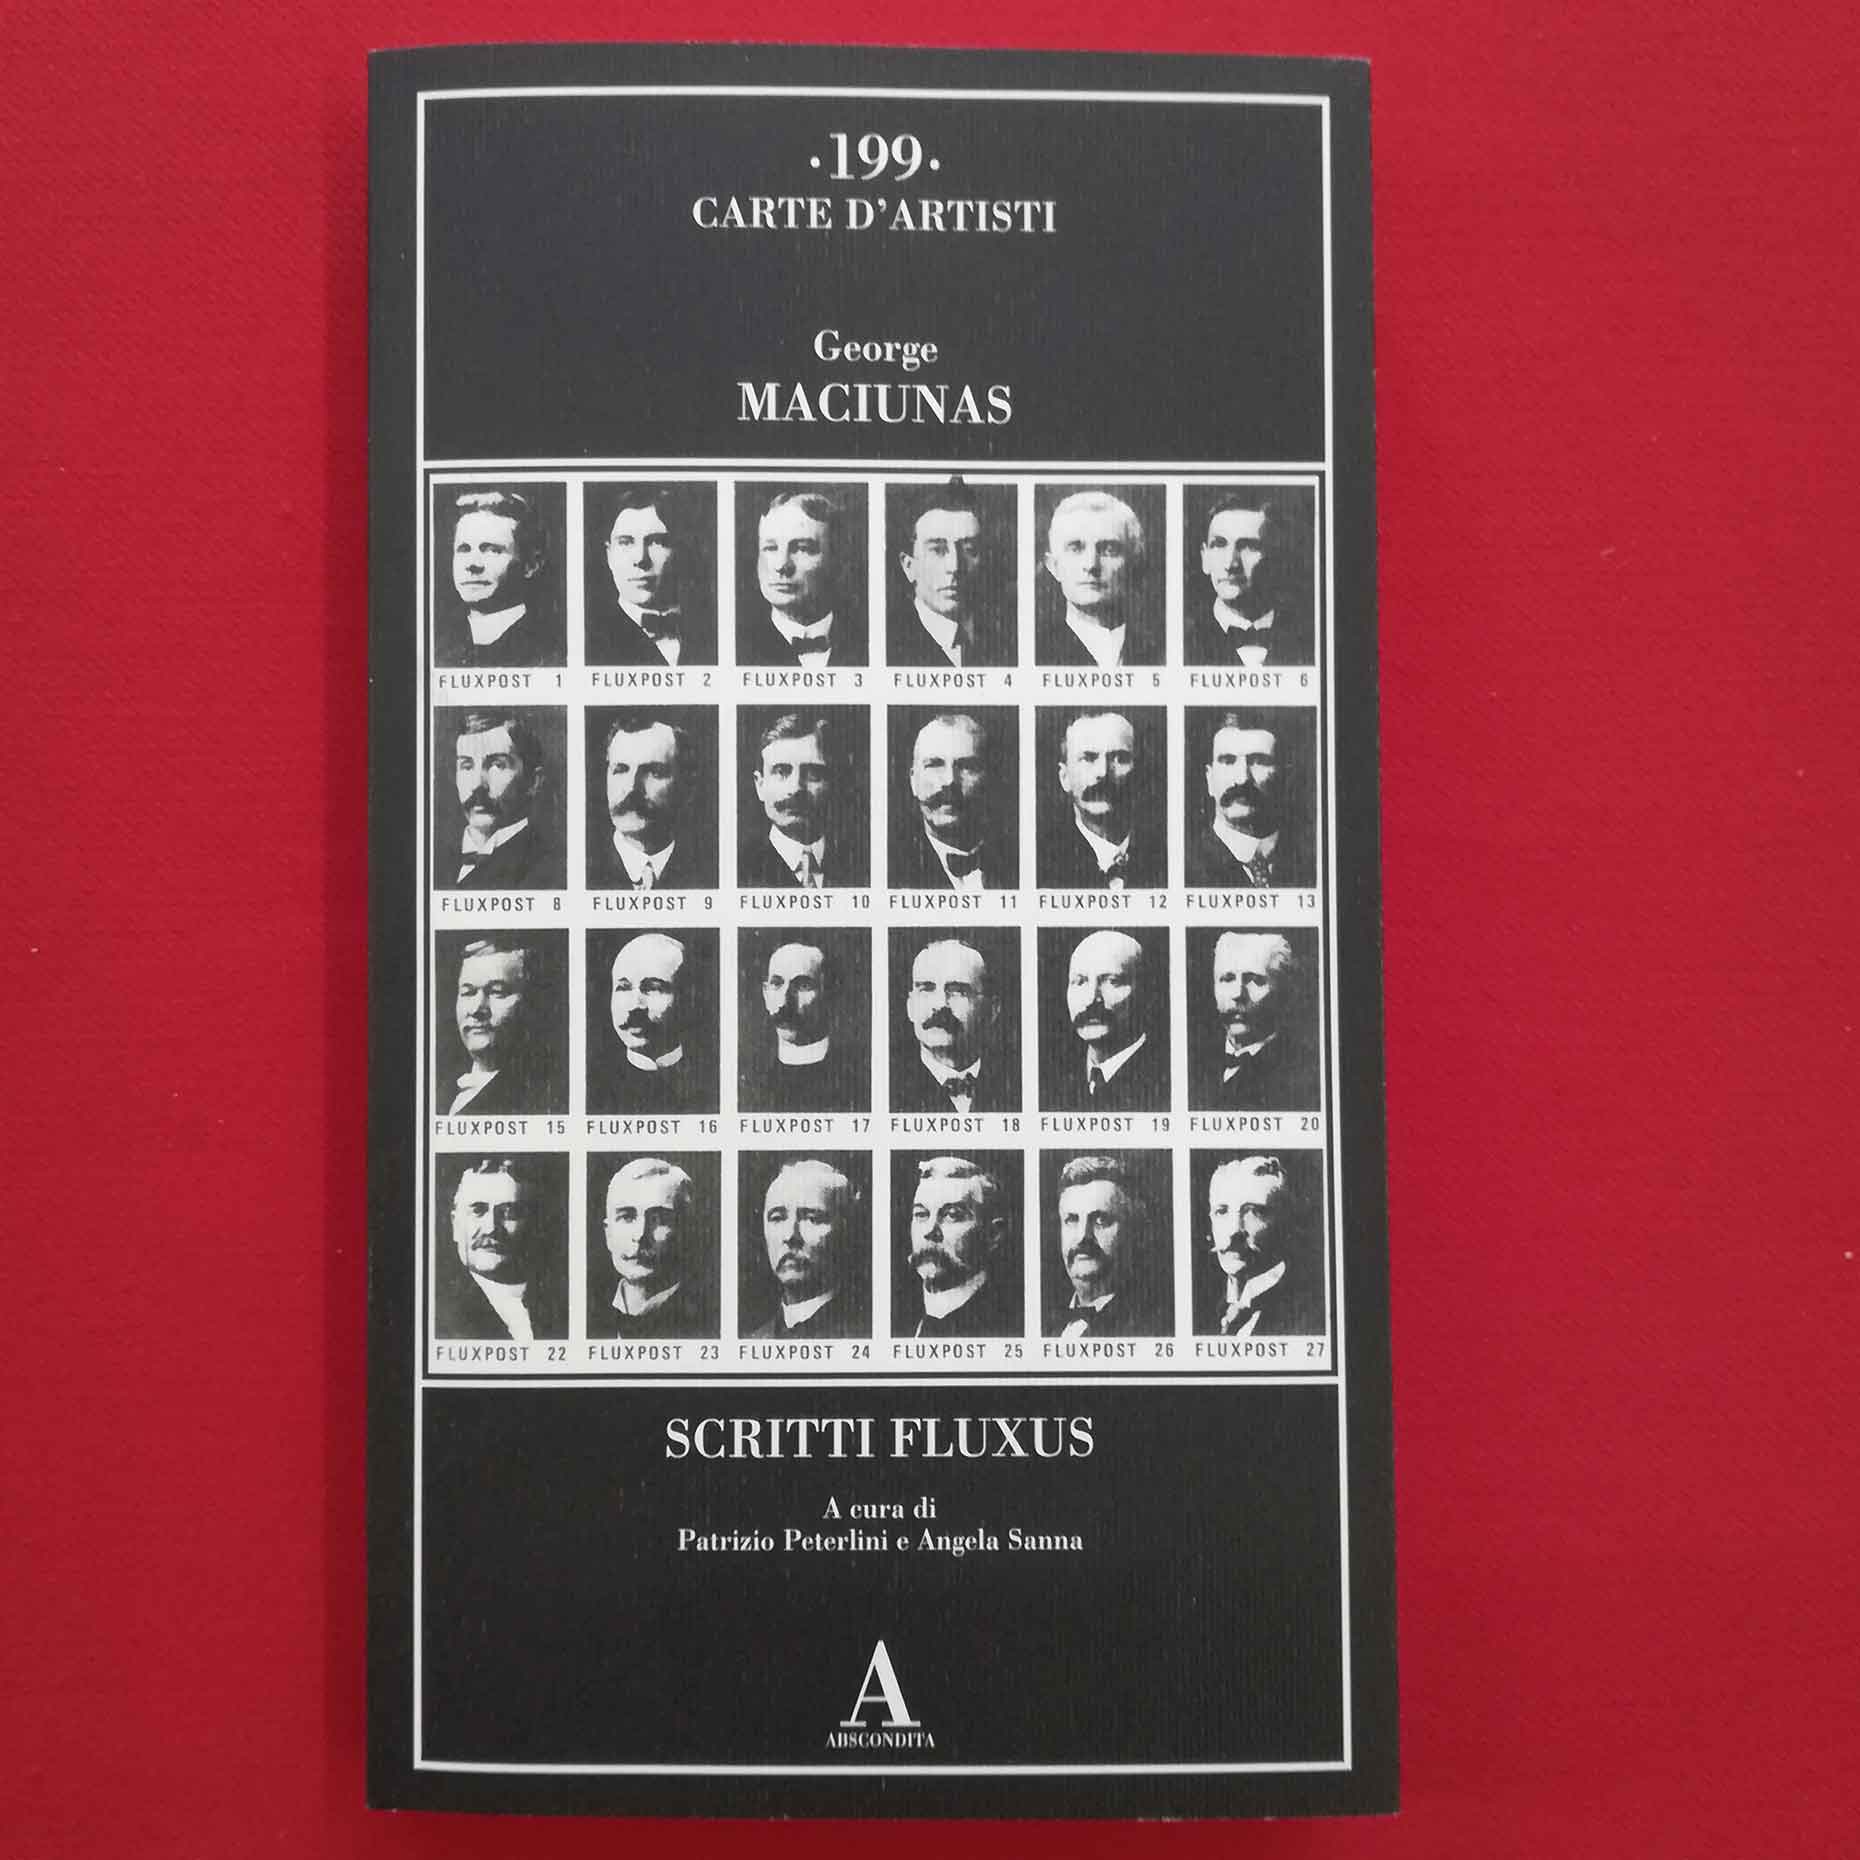 ·199·
CARTE D'ARTISTI
George
MACIUNAS
FLUXPOST 1 FLUXPOST 2 FLUXPOST 3 FLUXPOST 4 FLUXPOST 5 FLUXPOST 6
FLUXPOST 8 FLUXPOST 9 FLUXPOST 10 FLUXPOST 11 FLUXPOST 12 FLUXPOST 13
FLUXPOST 15 FLUXPOST 16 FLUXPOST 17 FLUXPOST 18 FLUXPOST 19 FLUXPOST 20
FLUXPOST 22 FLUXPOST 23 FLUXPOST 24 FLUXPOST 25 FLUXPOST 26 FLUXPOST 27
SCRITTI FLUXUS
A cura di
Patrizio Peterlini e Angela Sanna
A
ABSCONDITA